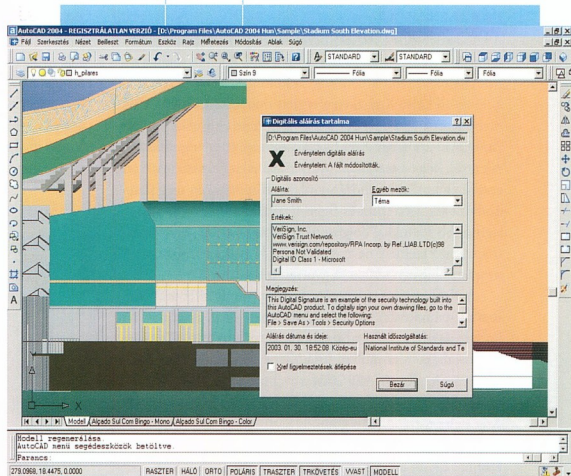 AutoCAD 2004 - REGISZTRÁLATLAN VERZIÓ - [D:\Program Files\AutoCAD 2004 Hun\Sample\Stadium South Elevation.dwg]
Fájl Szerkesztés Nézet Beilleszt Formátum Eszköz Rajz Méretezés Módosítás Ablak Súgó
STANDARD STANDARD
h_pilares Szín 9 Fólia Fólia Fólia
Digitális aláírás tartalma
D:\Program Files\AutoCAD 2004 Hun\Sample\Stadium South Elevation.dw
Érvénytelen digitális aláírás
Érvénytelen: A fájlt módosították.
Digitális azonosító
Aláírta: Egyéb mezők:
Jane Smith Téma
Értékek:
VeriSign, Inc.
VeriSign Trust Network
www.verisign.com/repository/RPA Incorp. by Ref.,LIAB.LTD(c)98
Persona Not Validated
Digital ID Class 1 - Microsoft
Megjegyzés:
This Digital Signature is an example of the security technology built into
this AutoCAD product. To digitally sign your own drawing files, go to the
AutoCAD menu and select the following:
File > Save As > Tools > Security Options
Aláírás dátuma és ideje: Használt időszolgáltatás:
2003. 01. 30. 18:52:08 Közép-eu National Institute of Standards and Te
Xref figyelmeztetések átlépése
Bezár Súgó
X
Model Alçado Sul Com Bingo - Mono Alçado Sul Com Bingo - Color
Modell regenerálása.
AutoCAD menü segédeszközök betöltve.
Parancs:
279.0968, 18.4475, 0.0000 RASZTER HÁLÓ ORTO POLÁRIS TRASZTER TRKÖVETÉS VVAST MODELL